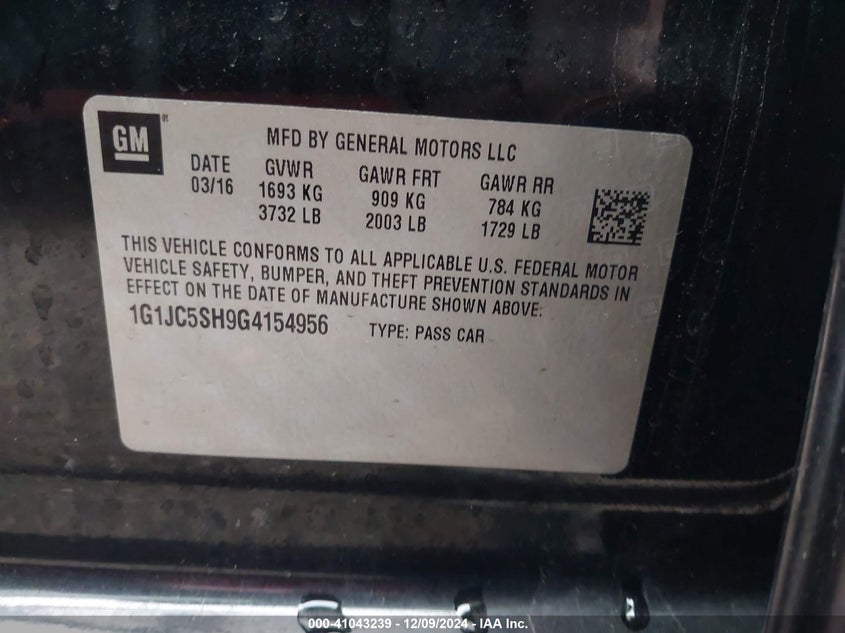 GM ®
MFD BY GENERAL MOTORS LLC
DATE GVWR GAWR FRT GAWR RR
03/16 1693 KG 909 KG 784 KG
3732 LB 2003 LB 1729 LB
THIS VEHICLE CONFORMS TO ALL APPLICABLE U.S. FEDERAL MOTOR
VEHICLE SAFETY, BUMPER, AND THEFT PREVENTION STANDARDS IN
EFFECT ON THE DATE OF MANUFACTURE SHOWN ABOVE:
1G1JC5SH9G4154956 TYPE: PASS CAR
000-41043239 - 12/09/2024 - IAA Inc.